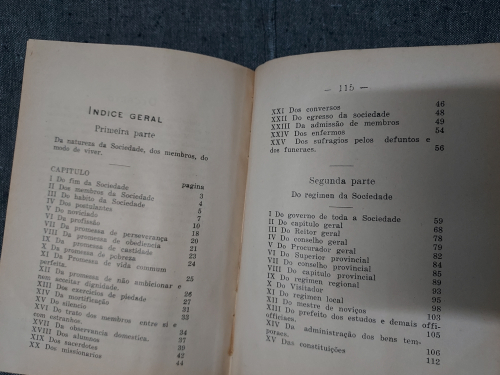 ÍNDICE GERAL
Primeira parte
Da natureza da Sociedade, dos membros, do
modo de viver.
CAPITULO
pagina
I Do fim da Sociedade 3
II Dos membros da Sociedade 4
III Do habito da Sociedade 5
IV Dos postulantes 7
V Do noviciado 10
VI Da profissão 18
VII Da promessa de perseverança 20
VIII Da promessa de obediencia 21
IX Da promessa de castidade 23
X Da promessa de pobreza 24
XI Da Promessa de vida commum
perfeita. 25
XII Da promessa de não ambicionar e
nem acceitar dignidade. 26
XIII Dos exercicios de piedade 27
XIV Da mortificação 31
XV Do silencio 32
XVI Do trato dos membros entre si e
com extranhos. 34
XVII Da observancia domestica. 37
XVIII Dos alumnos
XIX Dos sacerdotes 42
XX Dos missionarios 44
— 115 —
XXI Dos conversos 46
XXII Do egresso da sociedade 48
XXIII Da admissão de membros 49
XXIV Dos enfermos 54
XXV Dos sufragios pelos defuntos e
dos funeraes. 56
Segunda parte
Do regimen da Sociedade
I Do governo de toda a Sociedade 59
II Do capitulo geral 68
III Do Reitor geral 78
IV Do conselho geral 79
V Do Procurador geral 82
VI Do Superior provincial 84
VII Do conselho provincial 85
VIII Do capitulo provincial 89
IX Do regimen regional 93
X Do Visitador 95
XI Do regimen local 98
XII Do mestre de noviços
XIII Do prefeito dos estudos e demais offi-
officiaes. 105
XIV Da administração dos bens tem-
poraes. 106
XV Das constituições 112